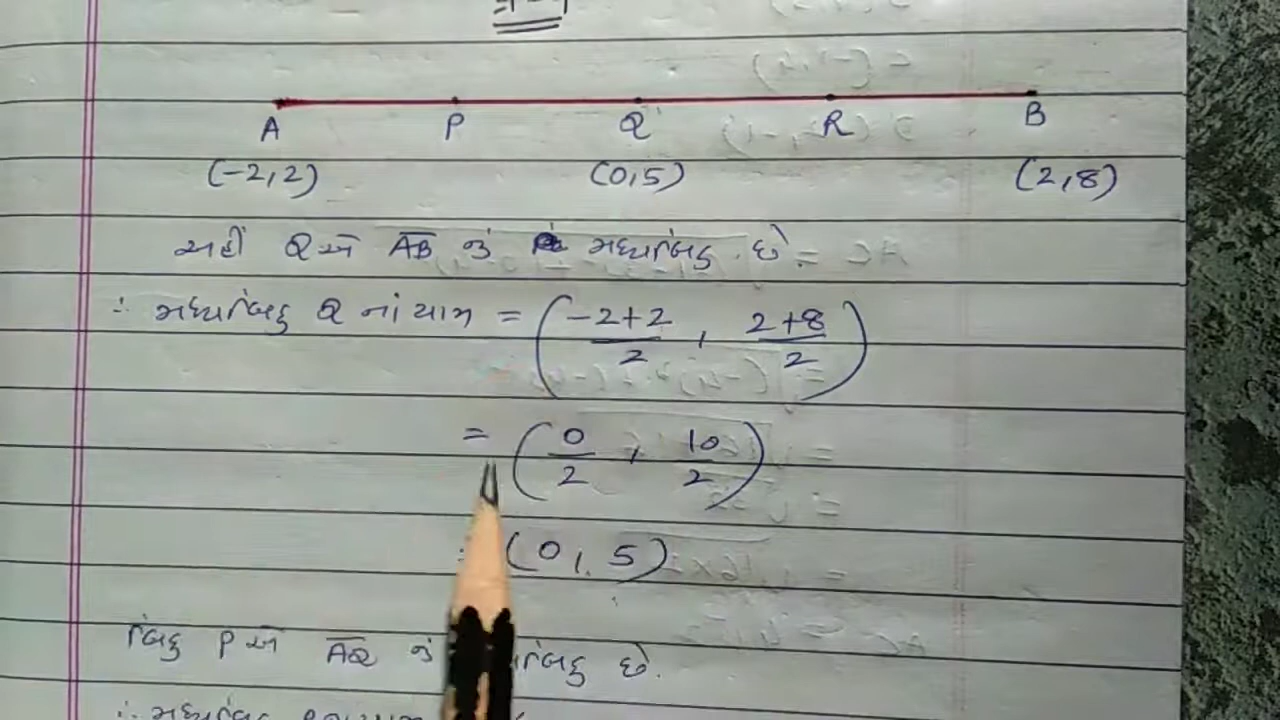 A P Q R B
(-2,2) (0,5) (2,8)
અહીં Q એ AB નું મધ્યબિંદુ છે.
∴ મધ્યબિંદુ Q નાં યામ = (-2+2/2 , 2+8/2)
= (0/2 , 10/2)
(0, 5)
બિંદુ P એ AQ નું છે.
∴ મધ્યબિંદુ